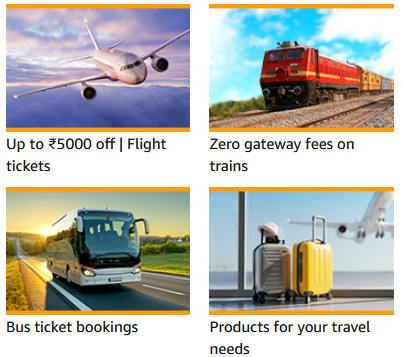 Up to ₹5000 off | Flight
tickets
Zero gateway fees on
trains
Bus ticket bookings
Products for your travel
needs